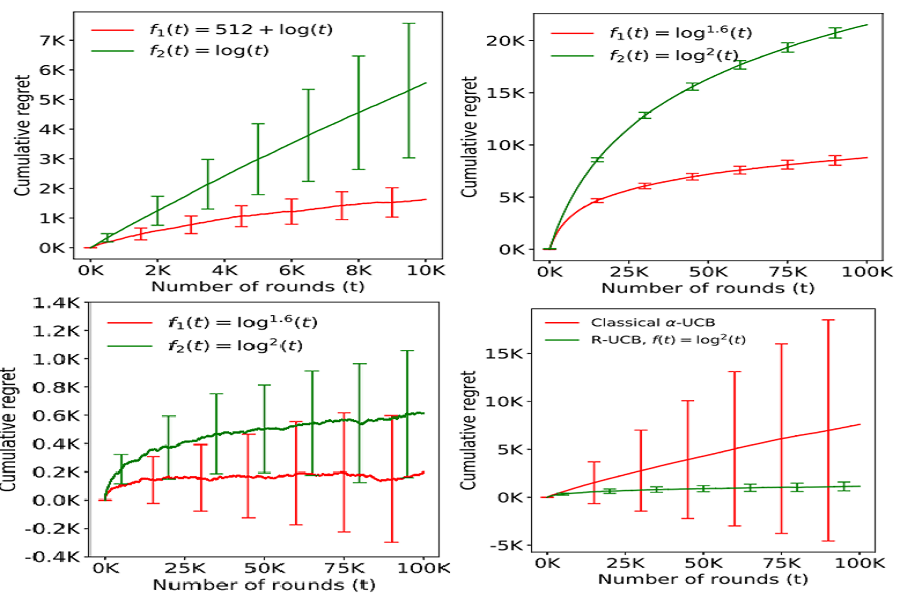 f₁(t) = 512 + log(t)
f₂(t) = log(t)
7K
6K
5K
4K
3K
2K
1K
0K
Cumulative regret
0K 2K 4K 6K 8K 10K
Number of rounds (t)
f₁(t) = log¹·⁶(t)
f₂(t) = log²(t)
20K
15K
10K
5K
0K
Cumulative regret
0K 25K 50K 75K 100K
Number of rounds (t)
f₁(t) = log¹·⁶(t)
f₂(t) = log²(t)
1.4K
1.2K
1.0K
0.8K
0.6K
0.4K
0.2K
0.0K
-0.2K
-0.4K
Cumulative regret
0K 25K 50K 75K 100K
Number of rounds (t)
Classical α-UCB
R-UCB, f(t) = log²(t)
15K
10K
5K
0K
-5K
Cumulative regret
0K 25K 50K 75K 100K
Number of rounds (t)